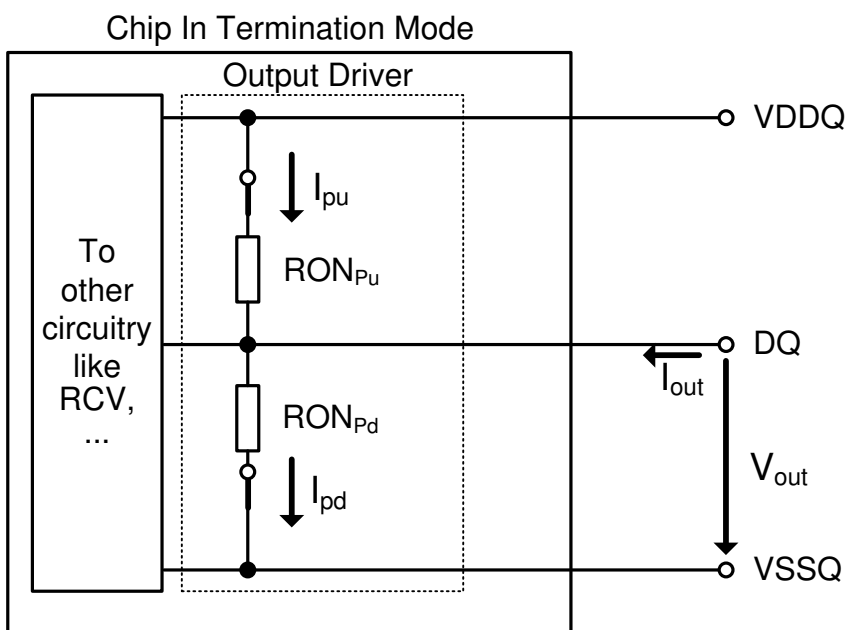 Chip In Termination Mode
Output Driver
VDDQ
Ipu
To
other
circuitry
like
RCV,
...
RONPu
DQ
Iout
RONPd
Ipd
Vout
VSSQ